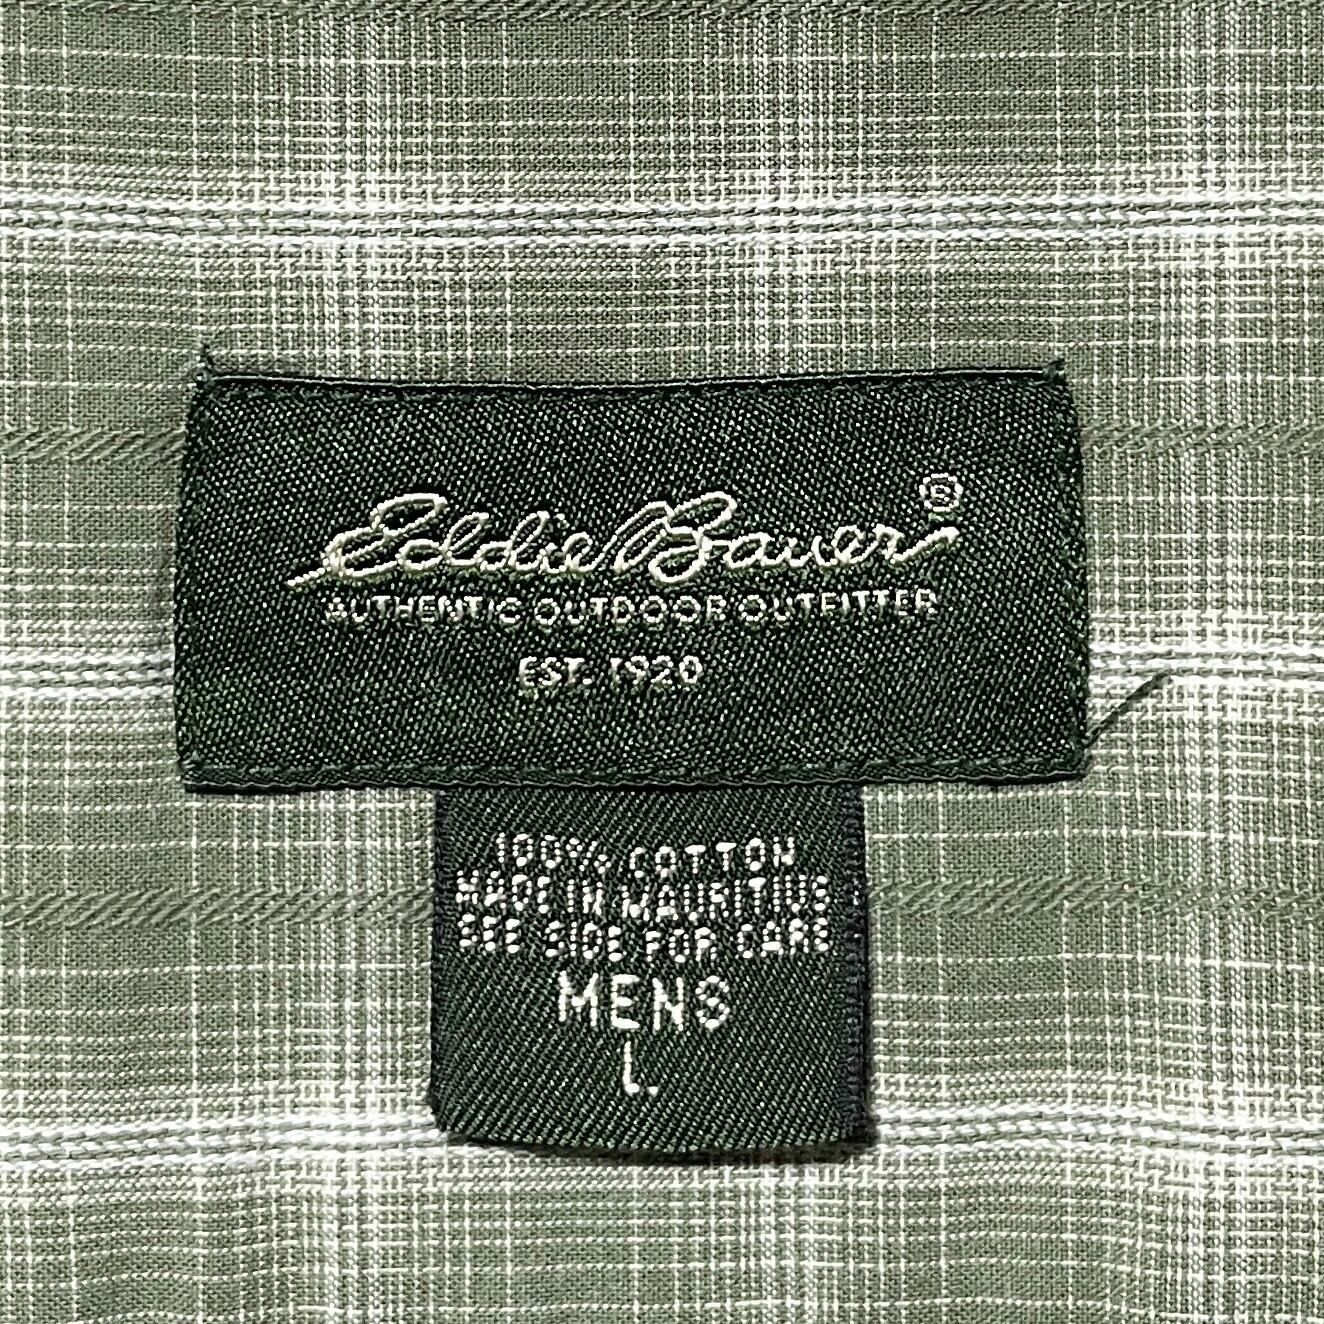 Eddie Bauer®
AUTHENTIC OUTDOOR OUTFITTER
EST. 1920
100% COTTON
MADE IN MAURITIUS
SEE SIDE FOR CARE
MENS
L.